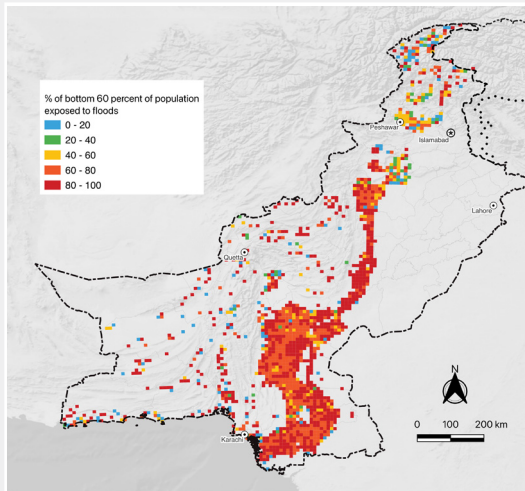 % of bottom 60 percent of population
exposed to floods
0 - 20
20 - 40
40 - 60
60 - 80
80 - 100
Peshawar
Islamabad
Lahore
Quetta
Karachi
N
0 100 200 km